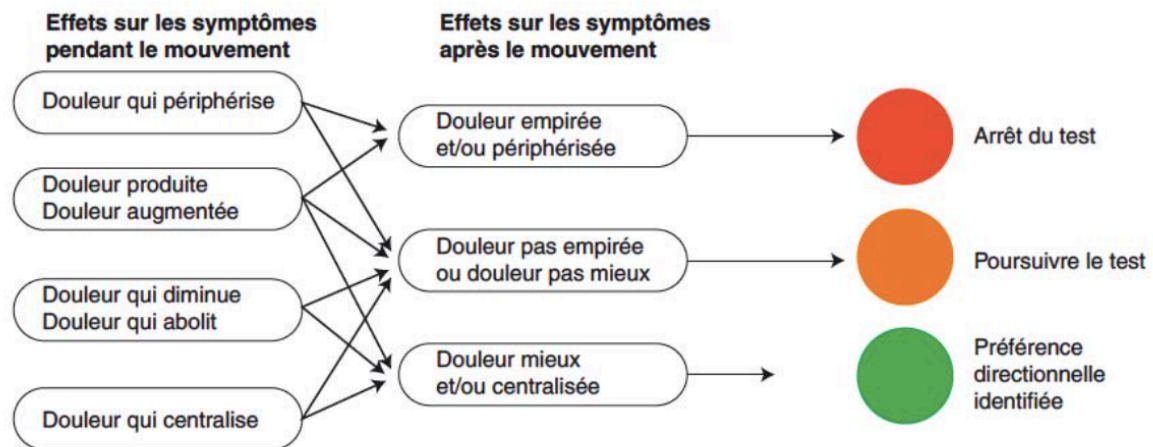 Effets sur les symptômes
pendant le mouvement
Effets sur les symptômes
après le mouvement
Douleur qui périphérise
Douleur produite
Douleur augmentée
Douleur qui diminue
Douleur qui abolit
Douleur qui centralise
Douleur empirée
et/ou périphérisée
Douleur pas empirée
ou douleur pas mieux
Douleur mieux
et/ou centralisée
Arrêt du test
Poursuivre le test
Préférence
directionnelle
identifiée